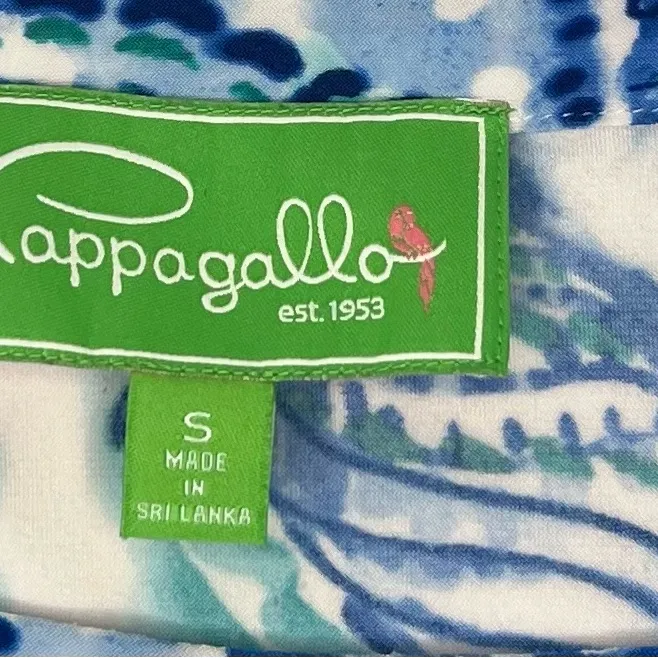 Pappagallo
est. 1953
S
MADE
IN
SRI LANKA